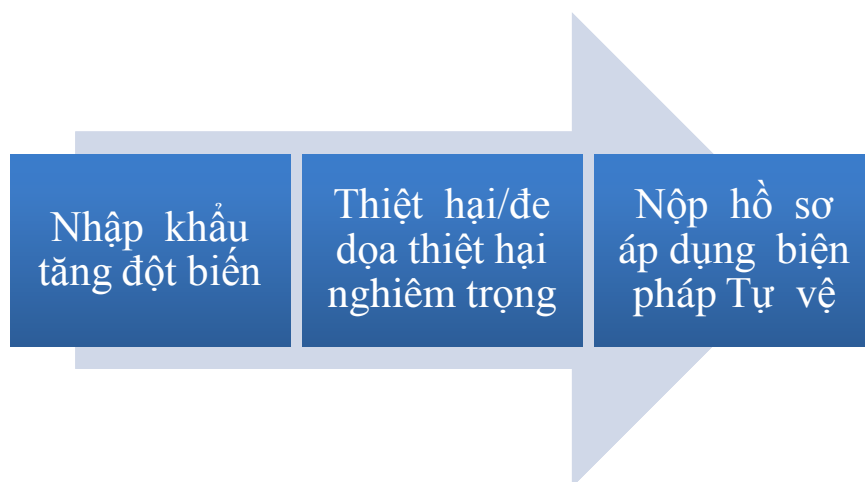 Nhập khẩu
tăng đột biến
Thiệt hại/đe
dọa thiệt hại
nghiêm trọng
Nộp hồ sơ
áp dụng biện
pháp Tự vệ